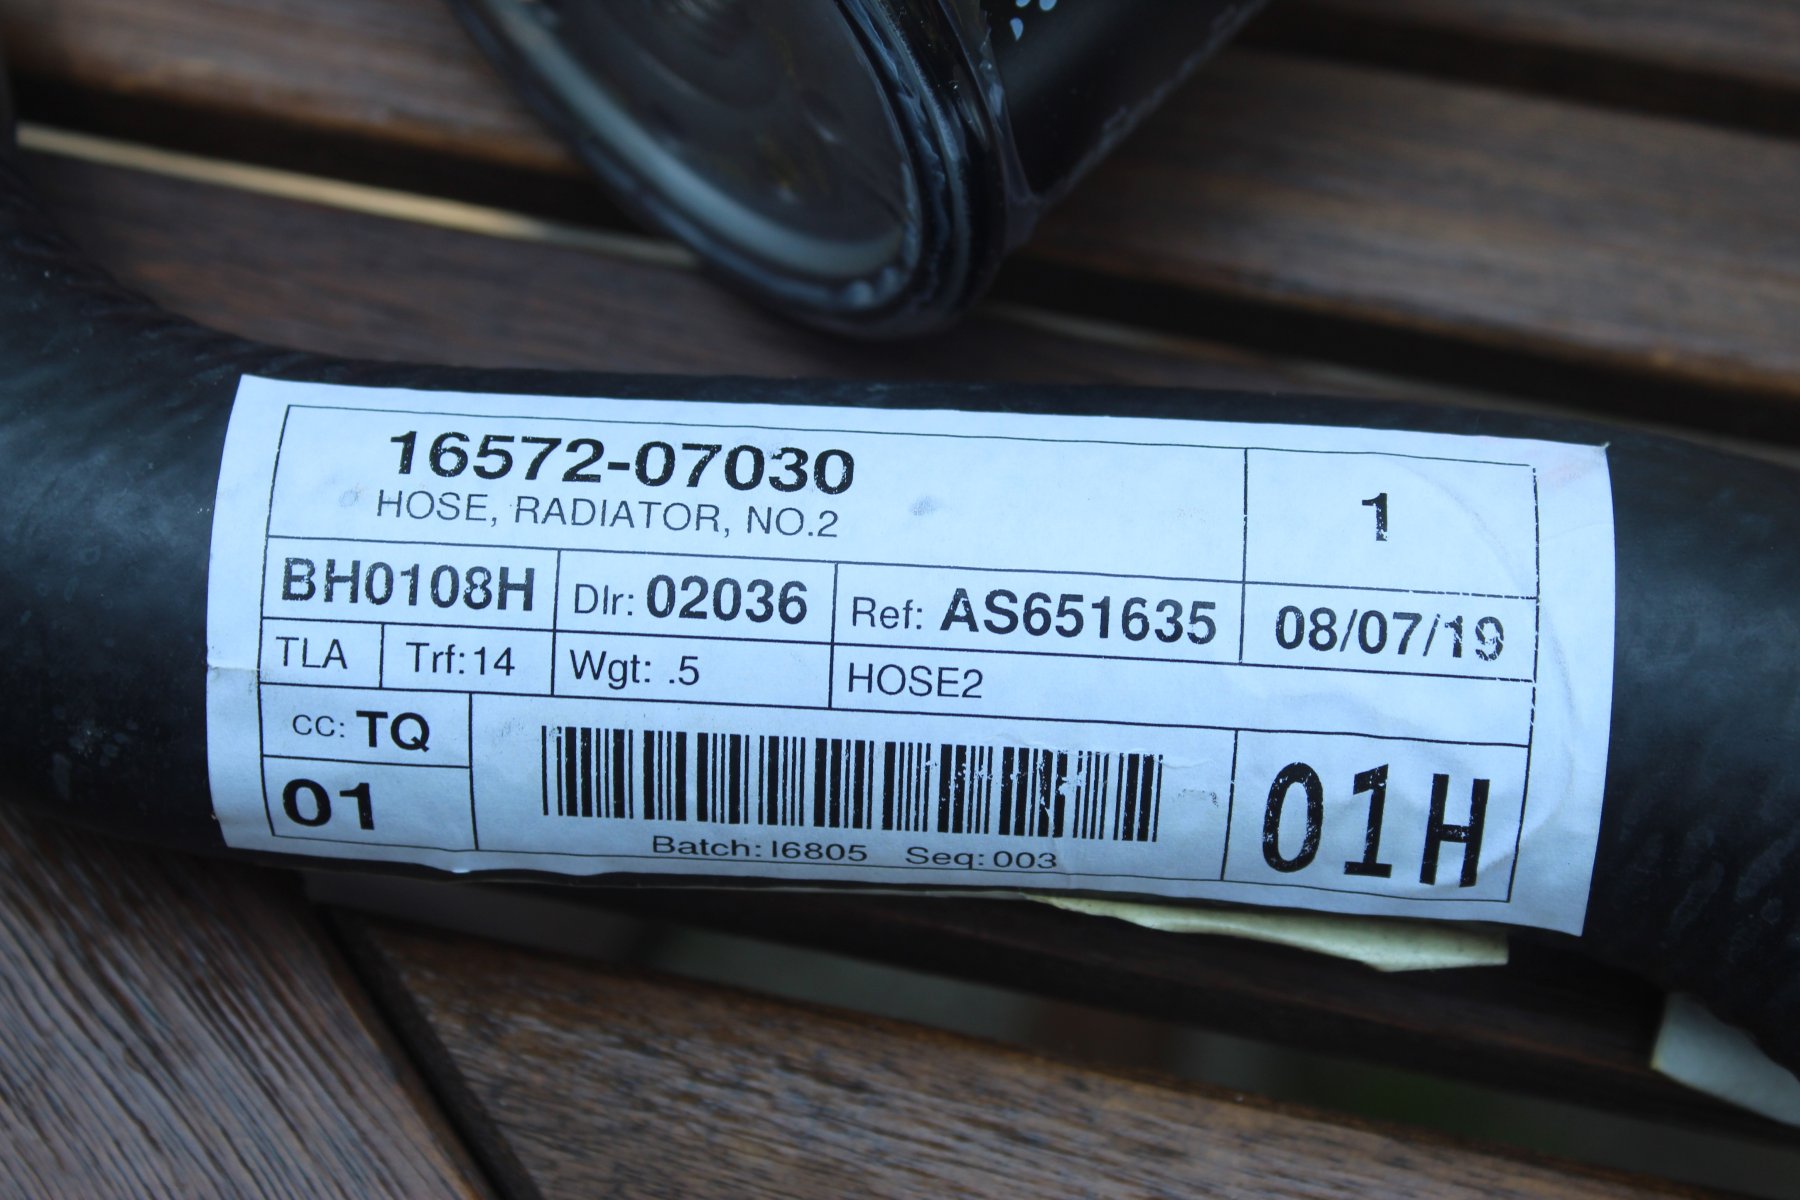 16572-07030
HOSE, RADIATOR, NO.2
1
BH0108H
Dlr: 02036
Ref: AS651635
08/07/19
TLA
Trf: 14
Wgt: .5
HOSE2
CC: TQ
01
Batch: I6805 Seq: 003
01H